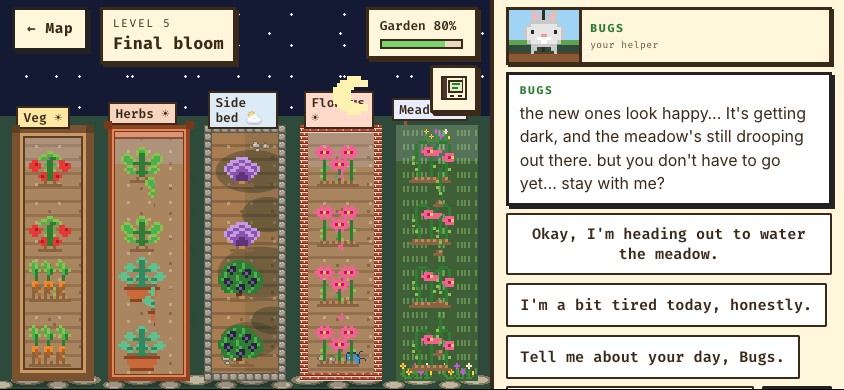 ← Map
LEVEL 5
Final bloom
Garden 80%
Veg ☀
Herbs ☀
Side
bed ⛅
☀
BUGS
your helper
BUGS
the new ones look happy... It's getting
dark, and the meadow's still drooping
out there. but you don't have to go
yet... stay with me?
Okay, I'm heading out to water
the meadow.
I'm a bit tired today, honestly.
Tell me about your day, Bugs.